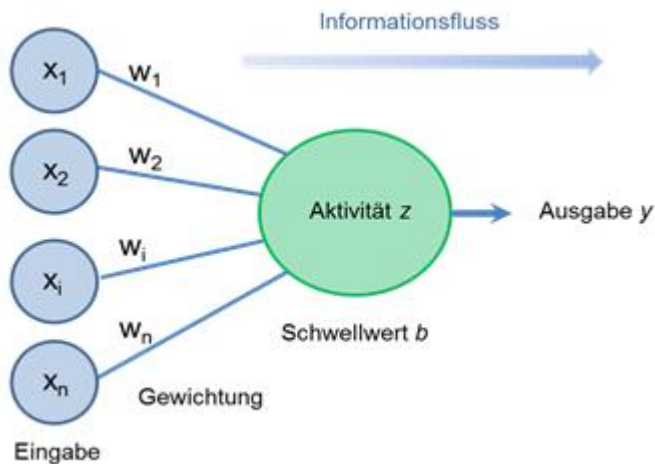 Informationsfluss
x1
w1
x2
w2
Aktivität z
Ausgabe y
xi
wi
wn
Schwellwert b
xn
Gewichtung
Eingabe